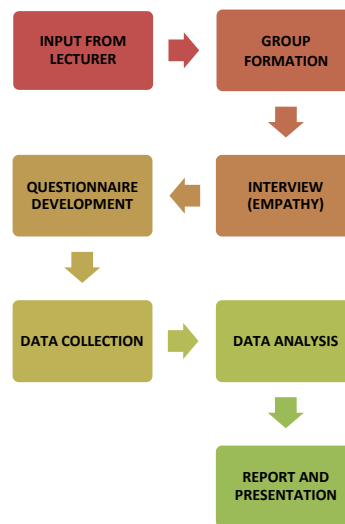 INPUT FROM
LECTURER
GROUP
FORMATION
INTERVIEW
(EMPATHY)
QUESTIONNAIRE
DEVELOPMENT
DATA COLLECTION
DATA ANALYSIS
REPORT AND
PRESENTATION